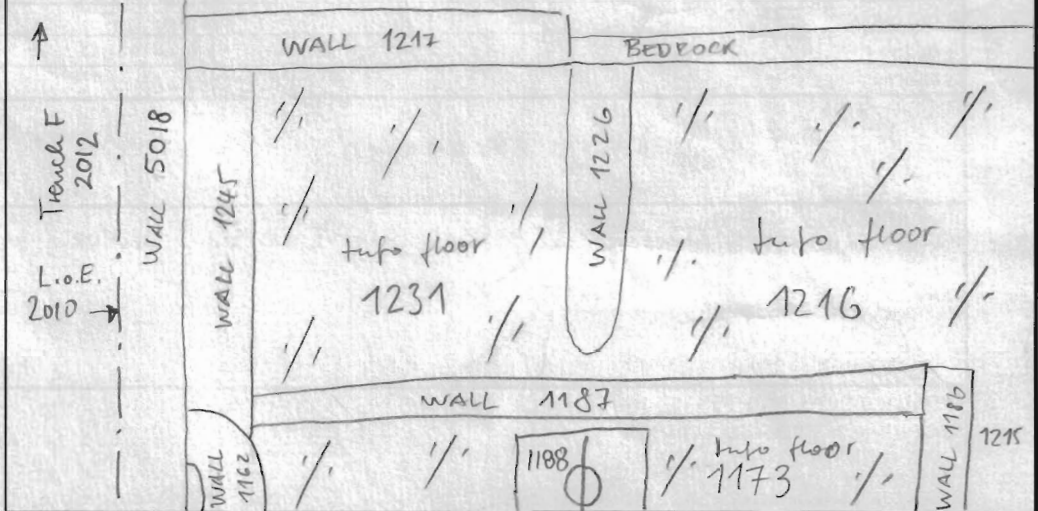 WALL 1217
BEDROCK
Trench F
2012
WALL 5018
WALL 1245
WALL 1226
tufo floor
1231
tufo floor
1216
L.o.E.
2010
WALL 1187
WALL
1162
1188
tufo floor
1173
WALL 1186
1215